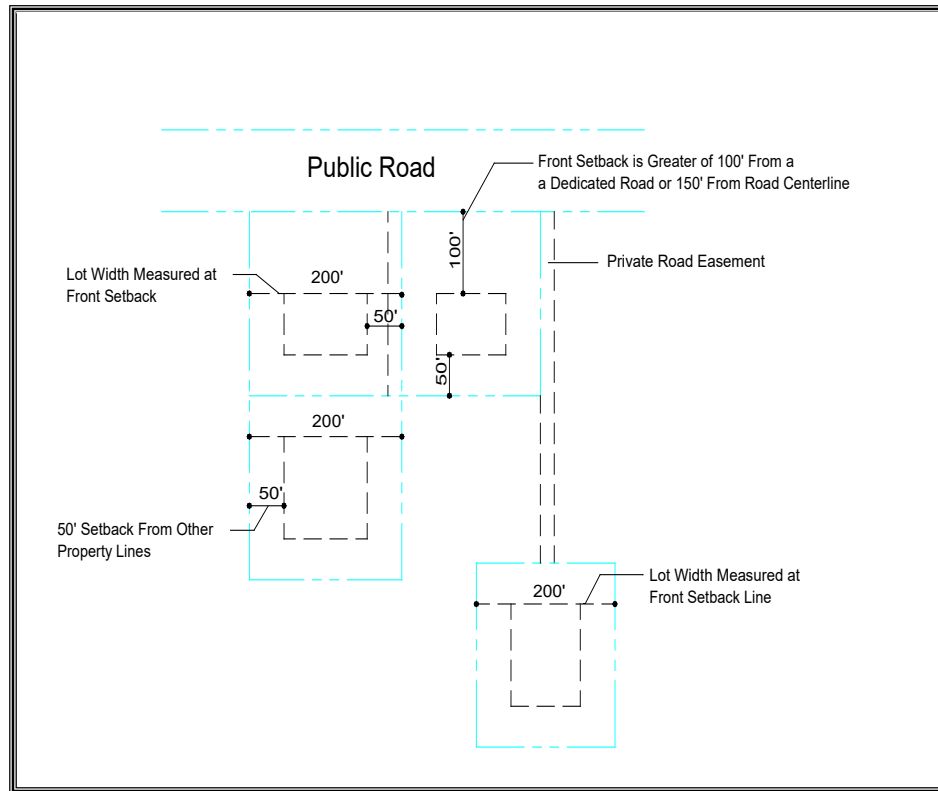 Public Road
Front Setback is Greater of 100' From a
a Dedicated Road or 150' From Road Centerline
100'
Private Road Easement
Lot Width Measured at
Front Setback
200'
50'
50'
200'
50'
50' Setback From Other
Property Lines
Lot Width Measured at
Front Setback Line
200'